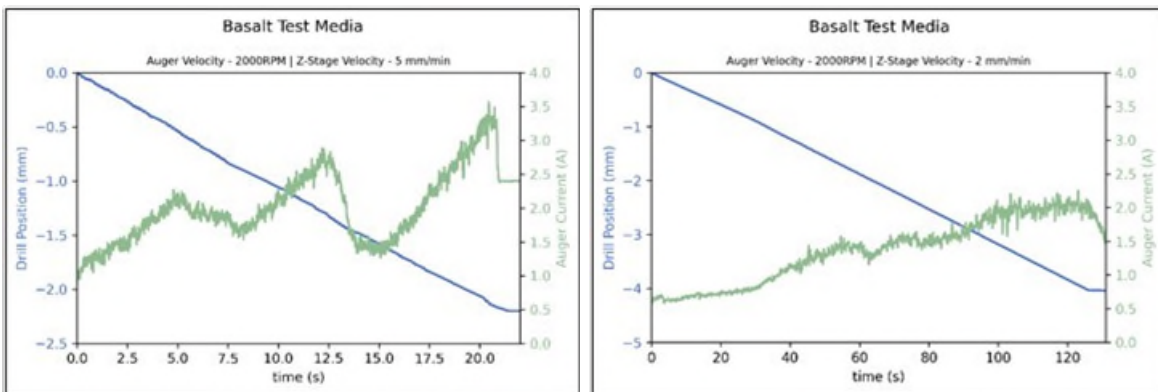 Basalt Test Media
Auger Velocity - 2000RPM | Z-Stage Velocity - 5 mm/min
0.0
−0.5
−1.0
−1.5
−2.0
−2.5
Drill Position (mm)
4.0
3.5
3.0
2.5
2.0
1.5
1.0
0.5
0.0
Auger Current (A)
0.0 2.5 5.0 7.5 10.0 12.5 15.0 17.5 20.0
time (s)
Basalt Test Media
Auger Velocity - 2000RPM | Z-Stage Velocity - 2 mm/min
0
−1
−2
−3
−4
−5
Drill Position (mm)
4.0
3.5
3.0
2.5
2.0
1.5
1.0
0.5
0.0
Auger Current (A)
0 20 40 60 80 100 120
time (s)